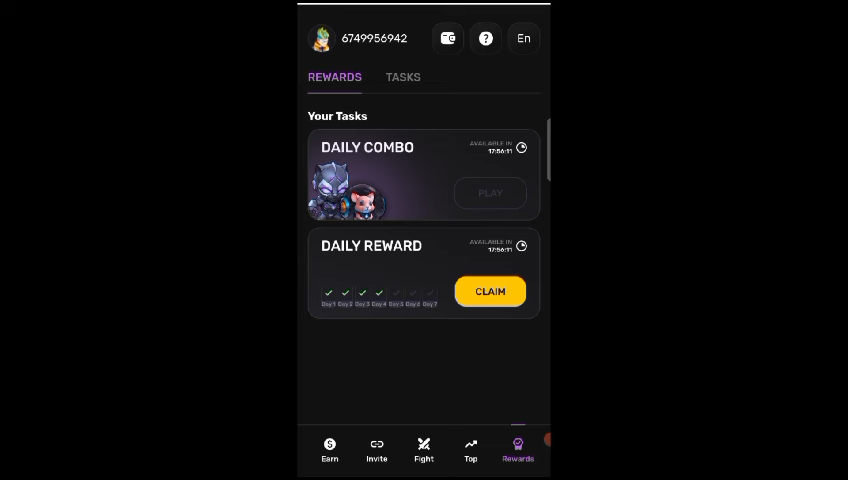 6749956942
En
REWARDS TASKS
Your Tasks
DAILY COMBO
AVAILABLE IN
17:56:11
PLAY
DAILY REWARD
AVAILABLE IN
17:56:11
Day 1 Day 2 Day 3 Day 4 Day 5 Day 6 Day 7
CLAIM
Earn Invite Fight Top Rewards